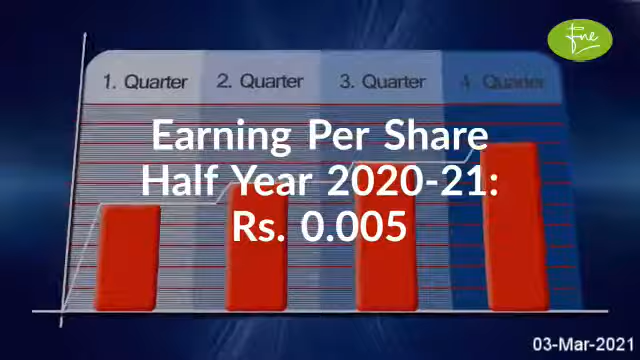 fne
1. Quarter 2. Quarter 3. Quarter 4. Quarter
Earning Per Share
Half Year 2020-21:
Rs. 0.005
03-Mar-2021